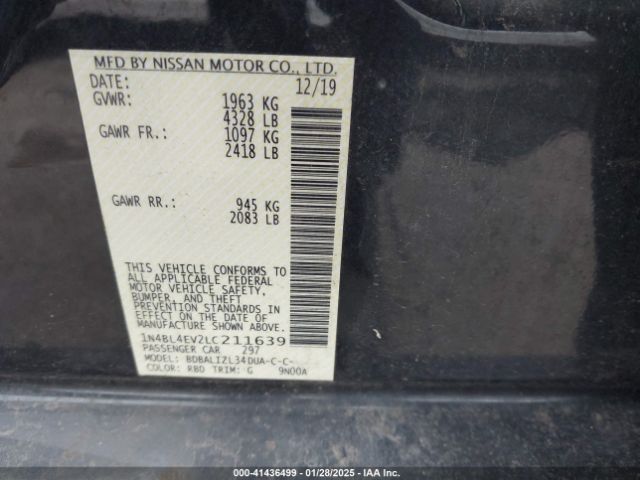 MFD BY NISSAN MOTOR CO., LTD.
DATE: 12/19
GVWR: 1963 KG
4328 LB
GAWR FR.: 1097 KG
2418 LB
GAWR RR.: 945 KG
2083 LB
THIS VEHICLE CONFORMS TO
ALL APPLICABLE FEDERAL
MOTOR VEHICLE SAFETY,
BUMPER, AND THEFT
PREVENTION STANDARDS IN
EFFECT ON THE DATE OF
MANUFACTURE SHOWN ABOVE.
1N4BL4EV2LC211639
PASSENGER CAR 297
MODEL: BDBALIZL34DUA-C-C-
COLOR: RBD TRIM: G 9N00A
000-41436499 | 01/28/2025 | IAA Inc.